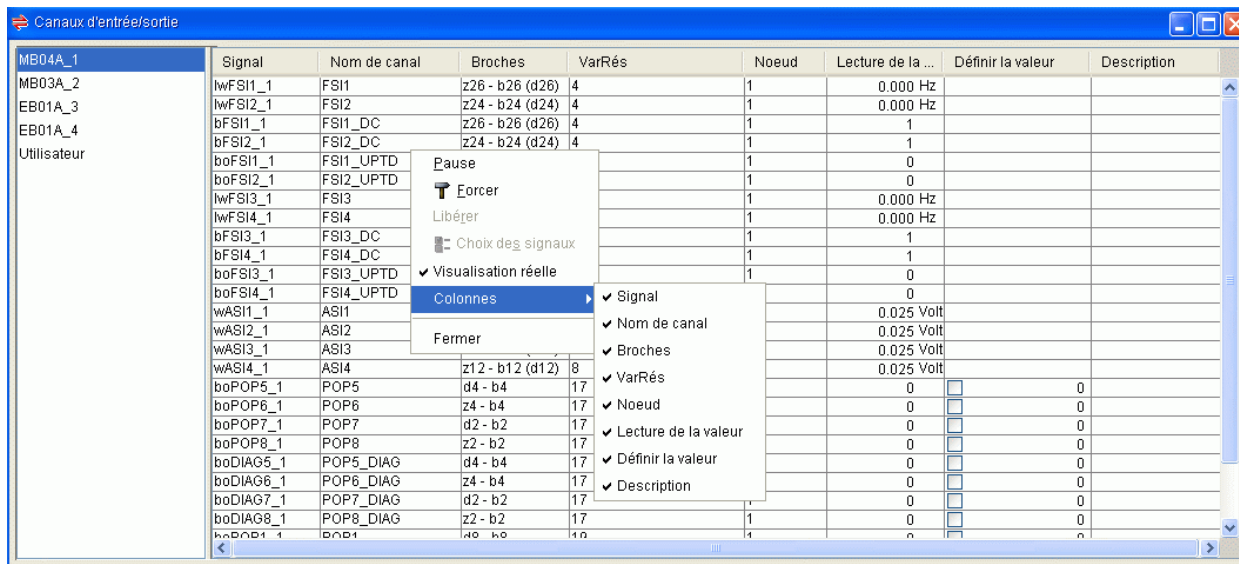 Canaux d'entrée/sortie
MB04A_1
MB03A_2
EB01A_3
EB01A_4
Utilisateur
Signal Nom de canal Broches VarRés Noeud Lecture de la ... Définir la valeur Description
lwFSI1_1 FSI1 z26 - b26 (d26) 4 1 0.000 Hz
lwFSI2_1 FSI2 z24 - b24 (d24) 4 1 0.000 Hz
bFSI1_1 FSI1_DC z26 - b26 (d26) 4 1 1
bFSI2_1 FSI2_DC z24 - b24 (d24) 4 1 1
boFSI1_1 FSI1_UPTD 1 0
boFSI2_1 FSI2_UPTD 1 0
lwFSI3_1 FSI3 1 0.000 Hz
lwFSI4_1 FSI4 1 0.000 Hz
bFSI3_1 FSI3_DC 1 1
bFSI4_1 FSI4_DC 1 1
boFSI3_1 FSI3_UPTD 1 0
boFSI4_1 FSI4_UPTD 0
wASI1_1 ASI1 0.025 Volt
wASI2_1 ASI2 0.025 Volt
wASI3_1 ASI3 0.025 Volt
wASI4_1 ASI4 z12 - b12 (d12) 8 0.025 Volt
boPOP5_1 POP5 d4 - b4 17 0 0
boPOP6_1 POP6 z4 - b4 17 0 0
boPOP7_1 POP7 d2 - b2 17 0 0
boPOP8_1 POP8 z2 - b2 17 0 0
boDIAG5_1 POP5_DIAG d4 - b4 17 0 0
boDIAG6_1 POP6_DIAG z4 - b4 17 0 0
boDIAG7_1 POP7_DIAG d2 - b2 17 1 0 0
boDIAG8_1 POP8_DIAG z2 - b2 17 1 0 0
boPOP1_1 POP1 d8 - b8 19 1 0 0
Pause
Forcer
Libérer
Choix des signaux
Visualisation réelle
Colonnes
Fermer
Signal
Nom de canal
Broches
VarRés
Noeud
Lecture de la valeur
Définir la valeur
Description